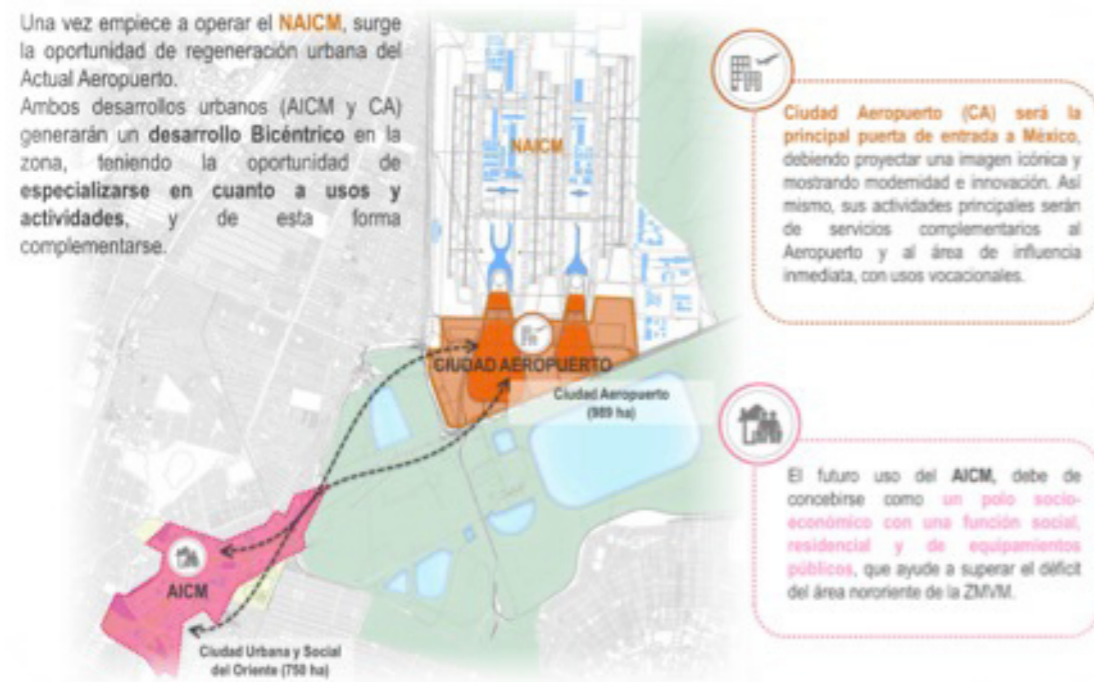 Una vez empiece a operar el NAICM, surge
la oportunidad de regeneración urbana del
Actual Aeropuerto.
Ambos desarrollos urbanos (AICM y CA)
generarán un desarrollo Bicéntrico en la
zona, teniendo la oportunidad de
especializarse en cuanto a usos y
actividades, y de esta forma
complementarse.
NAICM
CIUDAD AEROPUERTO
Ciudad Aeropuerto
(989 ha)
AICM
Ciudad Urbana y Social
del Oriente (750 ha)
Ciudad Aeropuerto (CA) será la
principal puerta de entrada a México,
debiendo proyectar una imagen icónica y
mostrando modernidad e innovación. Así
mismo, sus actividades principales serán
de servicios complementarios al
Aeropuerto y al área de influencia
inmediata, con usos vocacionales.
El futuro uso del AICM, debe de
concebirse como un polo socio-
económico con una función social,
residencial y de equipamientos
públicos, que ayude a superar el déficit
del área nororiente de la ZMVM.